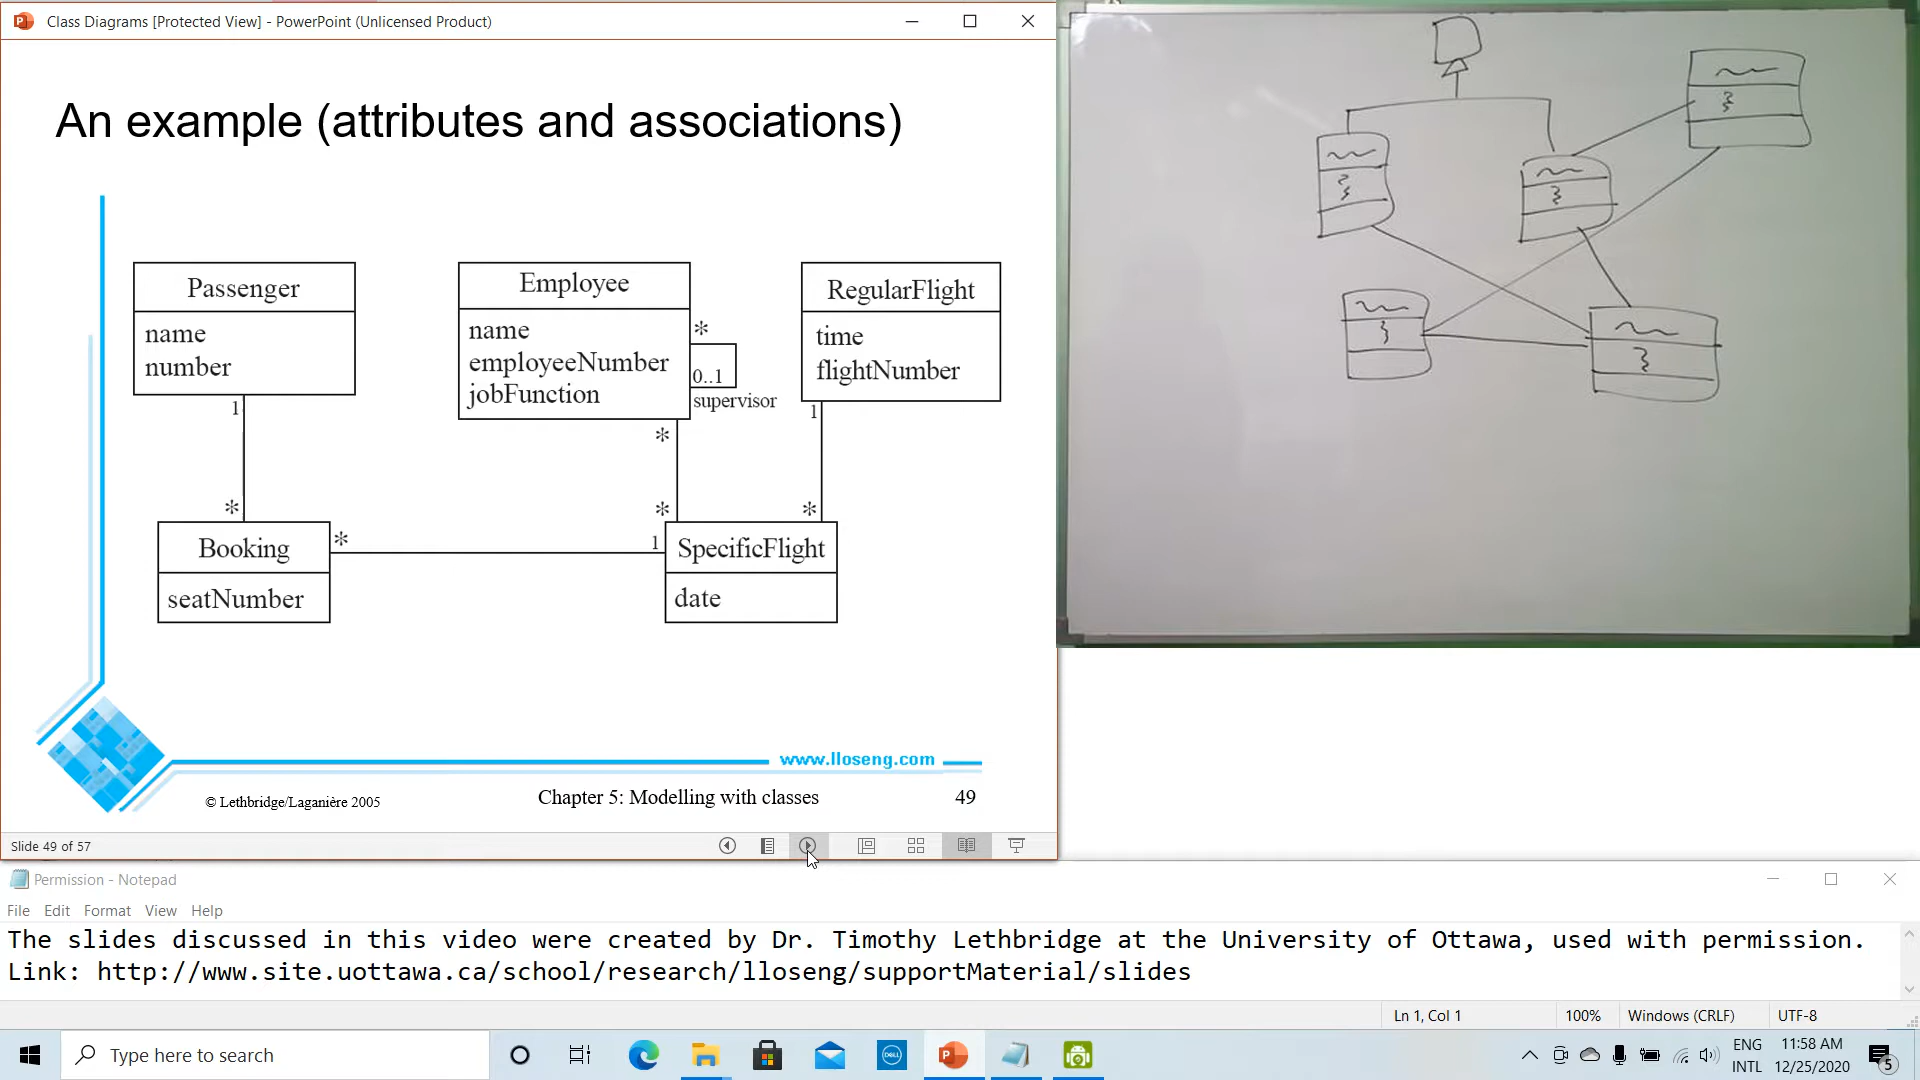 Class Diagrams [Protected View] - PowerPoint (Unlicensed Product)
An example (attributes and associations)
Passenger
name
number
1
*
Employee
name
employeeNumber
jobFunction
*
0..1
supervisor
*
*
RegularFlight
time
flightNumber
1
*
Booking
seatNumber
*
1
SpecificFlight
date
www.lloseng.com
© Lethbridge/Laganière 2005
Chapter 5: Modelling with classes
49
Slide 49 of 57
Permission - Notepad
File Edit Format View Help
The slides discussed in this video were created by Dr. Timothy Lethbridge at the University of Ottawa, used with permission.
Link: http://www.site.uottawa.ca/school/research/lloseng/supportMaterial/slides
Ln 1, Col 1
100%
Windows (CRLF)
UTF-8
Type here to search
DELL
ENG
INTL
11:58 AM
12/25/2020
5